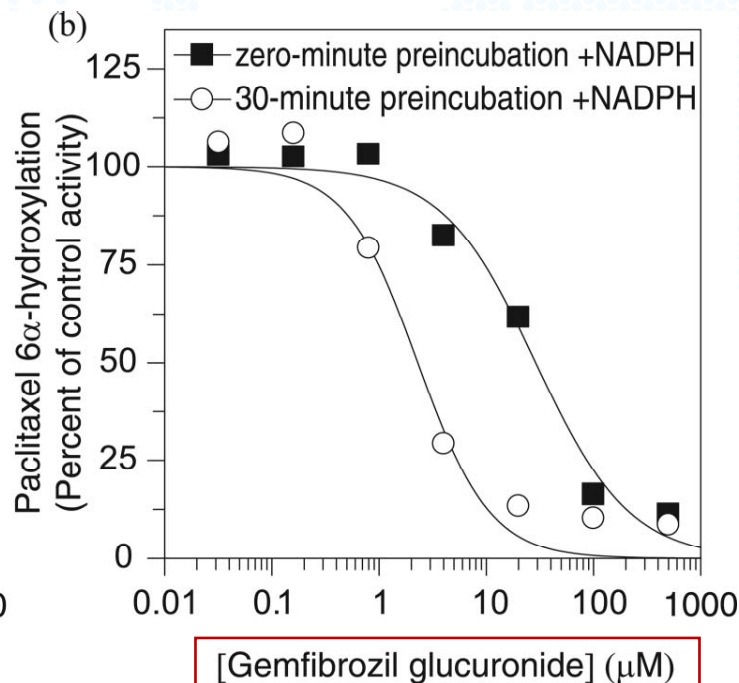 (b)
zero-minute preincubation +NADPH
30-minute preincubation +NADPH
Paclitaxel 6α-hydroxylation
(Percent of control activity)
125
100
75
50
25
0
0
0.01 0.1 1 10 100 1000
[Gemfibrozil glucuronide] (μM)